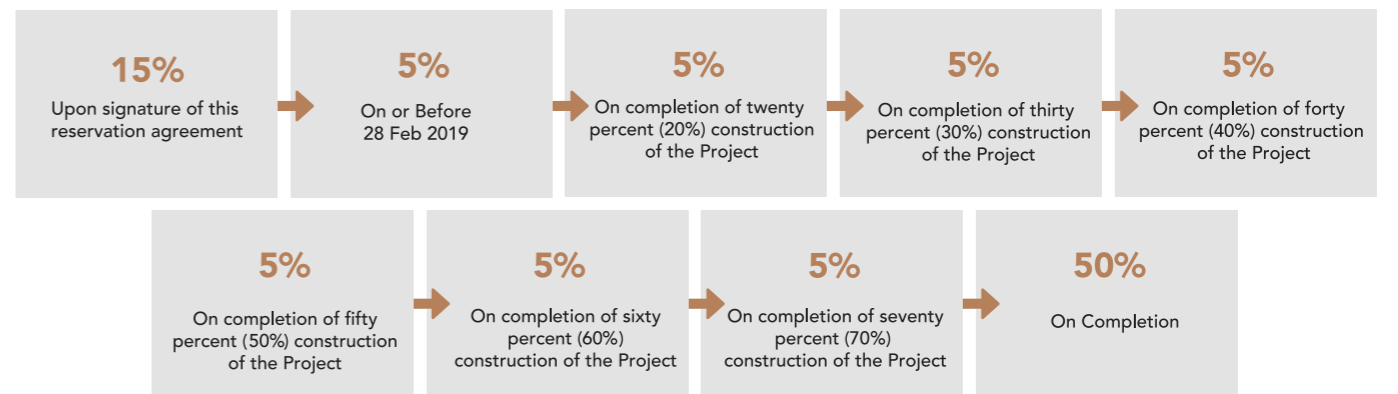 15%
Upon signature of this
reservation agreement
5%
On or Before
28 Feb 2019
5%
On completion of twenty
percent (20%) construction
of the Project
5%
On completion of thirty
percent (30%) construction
of the Project
5%
On completion of forty
percent (40%) construction
of the Project
5%
On completion of fifty
percent (50%) construction
of the Project
5%
On completion of sixty
percent (60%)
construction of the Project
5%
On completion of seventy
percent (70%)
construction of the Project
50%
On Completion